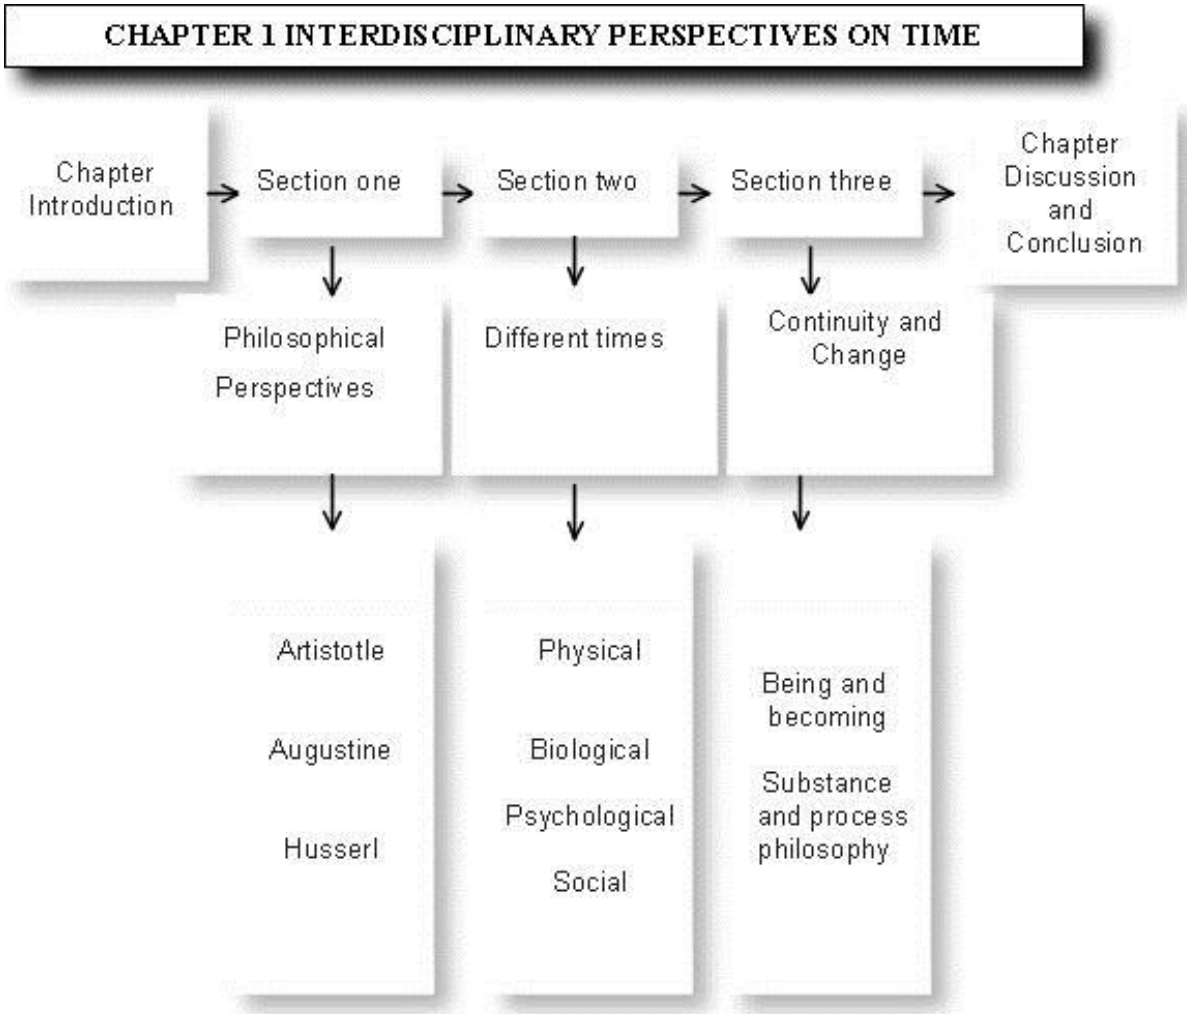 CHAPTER 1 INTERDISCIPLINARY PERSPECTIVES ON TIME
Chapter
Introduction
Section one
Section two
Section three
Chapter
Discussion
and
Conclusion
Philosophical
Perspectives
Different times
Continuity and
Change
Artistotle
Augustine
Husserl
Physical
Biological
Psychological
Social
Being and
becoming
Substance
and process
philosophy